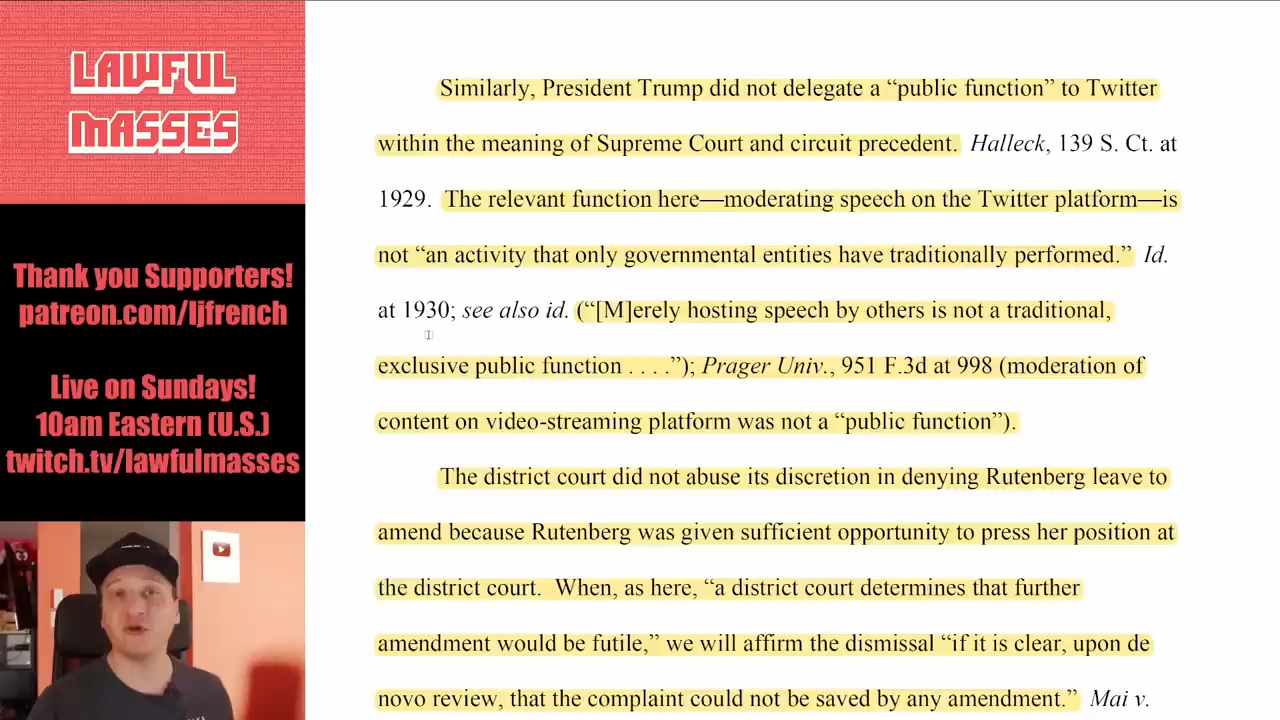 LAWFUL
MASSES
Thank you Supporters!
patreon.com/ljfrench
Live on Sundays!
10am Eastern (U.S.)
twitch.tv/lawfulmasses
Similarly, President Trump did not delegate a “public function” to Twitter
within the meaning of Supreme Court and circuit precedent. Halleck, 139 S. Ct. at
1929. The relevant function here—moderating speech on the Twitter platform—is
not “an activity that only governmental entities have traditionally performed.” Id.
at 1930; see also id. (“[M]erely hosting speech by others is not a traditional,
exclusive public function . . . .”); Prager Univ., 951 F.3d at 998 (moderation of
content on video-streaming platform was not a “public function”).
The district court did not abuse its discretion in denying Rutenberg leave to
amend because Rutenberg was given sufficient opportunity to press her position at
the district court. When, as here, “a district court determines that further
amendment would be futile,” we will affirm the dismissal “if it is clear, upon de
novo review, that the complaint could not be saved by any amendment.” Mai v.